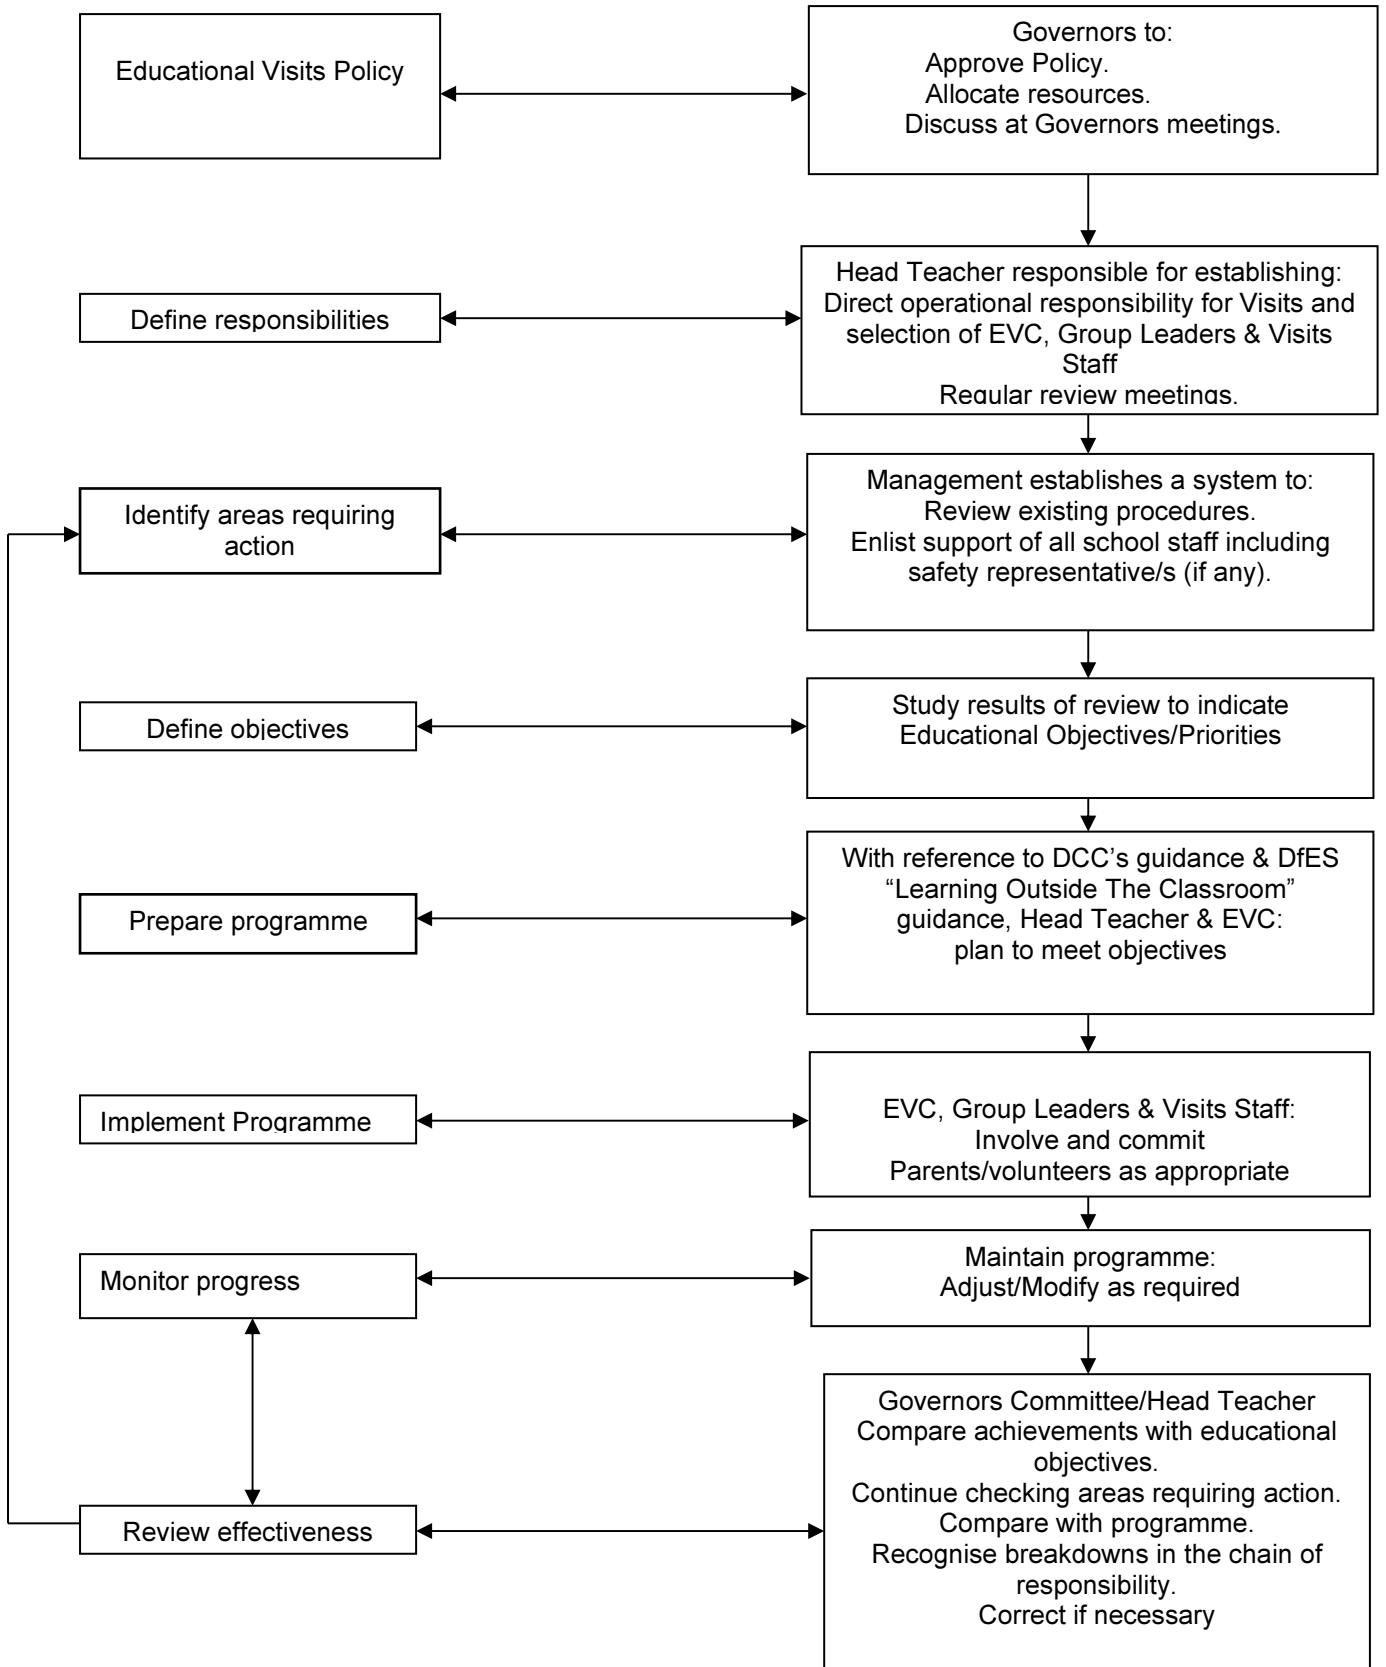 Educational Visits Policy
Governors to:
Approve Policy.
Allocate resources.
Discuss at Governors meetings.
Define responsibilities
Head Teacher responsible for establishing:
Direct operational responsibility for Visits and
selection of EVC, Group Leaders & Visits
Staff
Regular review meetings.
Identify areas requiring
action
Management establishes a system to:
Review existing procedures.
Enlist support of all school staff including
safety representative/s (if any).
Define objectives
Study results of review to indicate
Educational Objectives/Priorities
Prepare programme
With reference to DCC’s guidance & DfES
“Learning Outside The Classroom”
guidance, Head Teacher & EVC:
plan to meet objectives
Implement Programme
EVC, Group Leaders & Visits Staff:
Involve and commit
Parents/volunteers as appropriate
Monitor progress
Maintain programme:
Adjust/Modify as required
Review effectiveness
Governors Committee/Head Teacher
Compare achievements with educational
objectives.
Continue checking areas requiring action.
Compare with programme.
Recognise breakdowns in the chain of
responsibility.
Correct if necessary